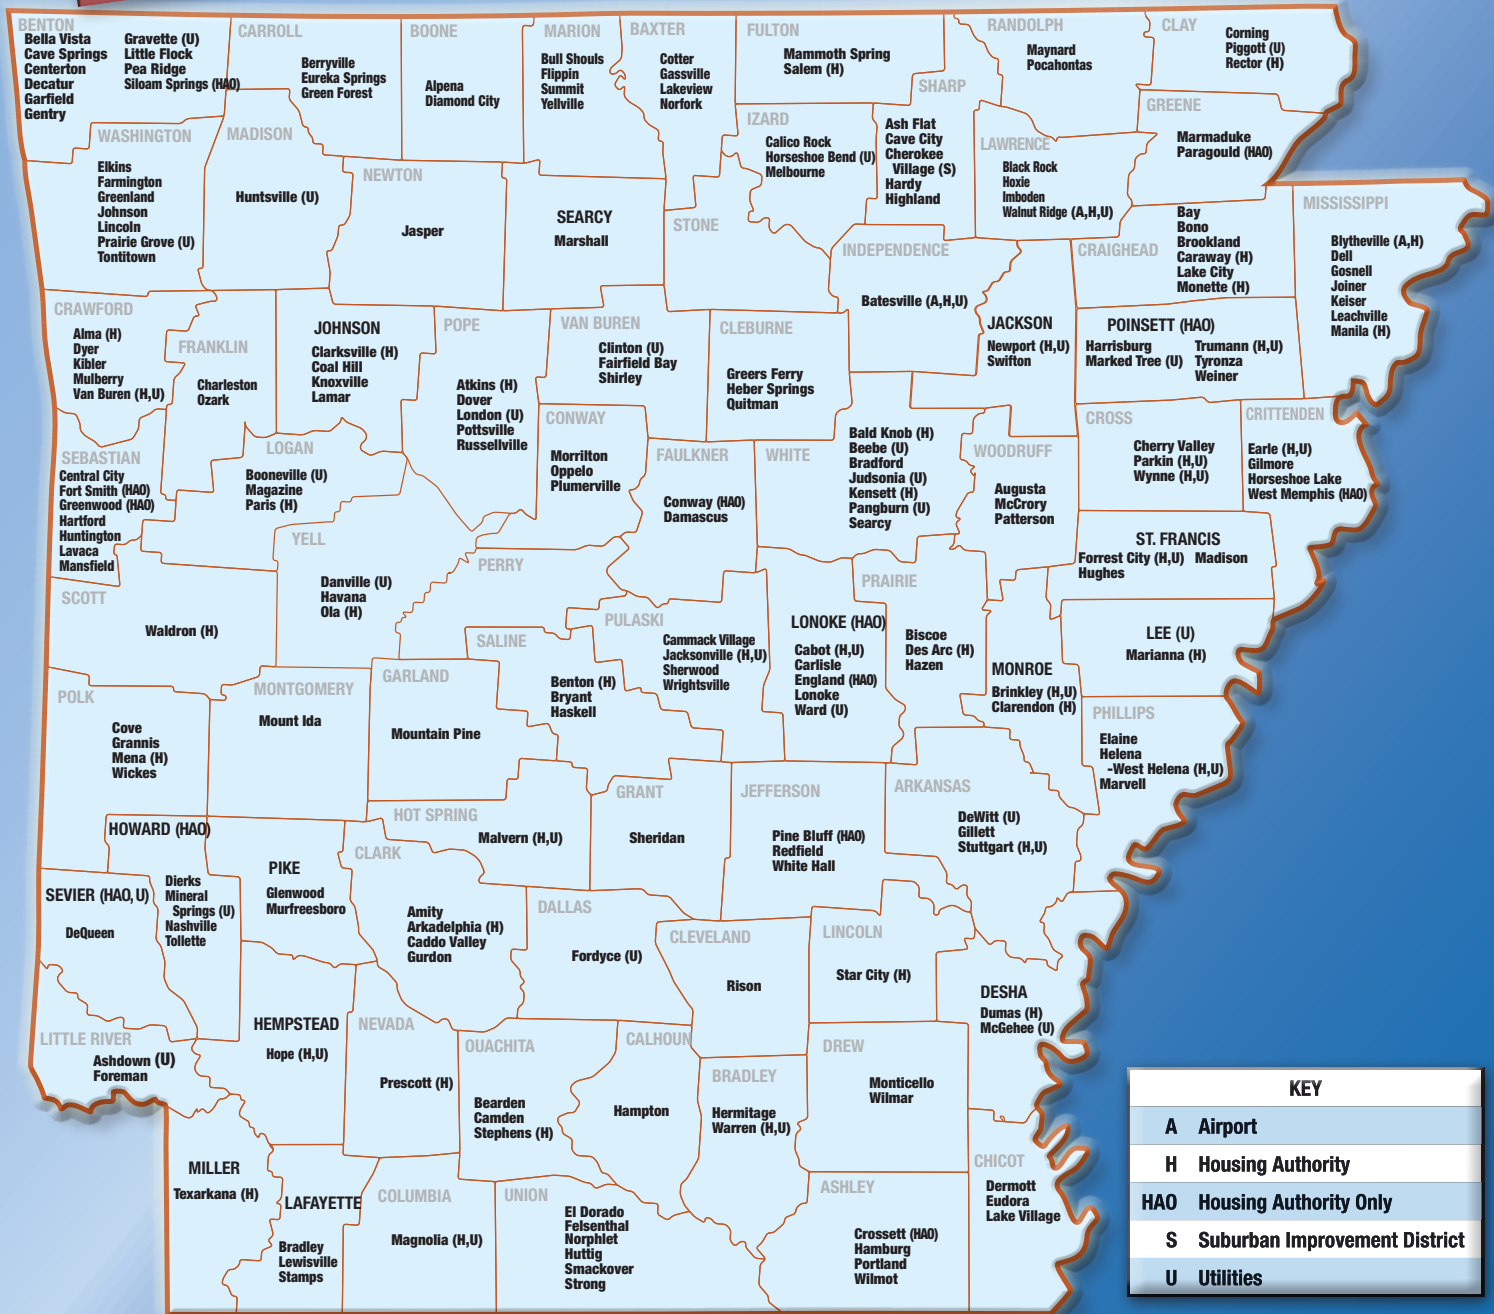 BENTON
Bella Vista
Cave Springs
Centerton
Decatur
Garfield
Gentry
Gravette (U)
Little Flock
Pea Ridge
Siloam Springs (HAO)
CARROLL
Berryville
Eureka Springs
Green Forest
BOONE
Alpena
Diamond City
MARION
Bull Shouls
Flippin
Summit
Yellville
BAXTER
Cotter
Gassville
Lakeview
Norfork
FULTON
Mammoth Spring
Salem (H)
SHARP
Ash Flat
Cave City
Cherokee
Village (S)
Hardy
Highland
RANDOLPH
Maynard
Pocahontas
CLAY
Corning
Piggott (U)
Rector (H)
GREENE
Marmaduke
Paragould (HAO)
WASHINGTON
Elkins
Farmington
Greenland
Johnson
Lincoln
Prairie Grove (U)
Tontitown
MADISON
Huntsville (U)
NEWTON
Jasper
SEARCY
Marshall
STONE
IZARD
Calico Rock
Horseshoe Bend (U)
Melbourne
LAWRENCE
Black Rock
Hoxie
Imboden
Walnut Ridge (A,H,U)
INDEPENDENCE
Batesville (A,H,U)
CRAIGHEAD
Bay
Bono
Brookland
Caraway (H)
Lake City
Monette (H)
MISSISSIPPI
Blytheville (A,H)
Dell
Gosnell
Joiner
Keiser
Leachville
Manila (H)
CRAWFORD
Alma (H)
Dyer
Kibler
Mulberry
Van Buren (H,U)
FRANKLIN
Charleston
Ozark
JOHNSON
Clarksville (H)
Coal Hill
Knoxville
Lamar
POPE
Atkins (H)
Dover
London (U)
Pottsville
Russellville
VAN BUREN
Clinton (U)
Fairfield Bay
Shirley
CLEBURNE
Greers Ferry
Heber Springs
Quitman
JACKSON
Newport (H,U)
Swifton
POINSETT (HAO)
Harrisburg
Marked Tree (U)
Trumann (H,U)
Tyronza
Weiner
SEBASTIAN
Central City
Fort Smith (HAO)
Greenwood (HAO)
Hartford
Huntington
Lavaca
Mansfield
LOGAN
Booneville (U)
Magazine
Paris (H)
CONWAY
Morrilton
Oppelo
Plumerville
FAULKNER
Conway (HAO)
Damascus
WHITE
Bald Knob (H)
Beebe (U)
Bradford
Judsonia (U)
Kensett (H)
Pangburn (U)
Searcy
WOODRUFF
Augusta
McCrory
Patterson
CROSS
Cherry Valley
Parkin (H,U)
Wynne (H,U)
CRITTENDEN
Earle (H,U)
Gilmore
Horseshoe Lake
West Memphis (HAO)
ST. FRANCIS
Forrest City (H,U)
Hughes
Madison
SCOTT
Waldron (H)
YELL
Danville (U)
Havana
Ola (H)
PERRY
SALINE
Benton (H)
Bryant
Haskell
PULASKI
Cammack Village
Jacksonville (H,U)
Sherwood
Wrightsville
LONOKE (HAO)
Cabot (H,U)
Carlisle
England (HAO)
Lonoke
Ward (U)
PRAIRIE
Biscoe
Des Arc (H)
Hazen
MONROE
Brinkley (H,U)
Clarendon (H)
LEE (U)
Marianna (H)
PHILLIPS
Elaine
Helena
-West Helena (H,U)
Marvell
POLK
Cove
Grannis
Mena (H)
Wickes
MONTGOMERY
Mount Ida
GARLAND
Mountain Pine
HOT SPRING
Malvern (H,U)
GRANT
Sheridan
JEFFERSON
Pine Bluff (HAO)
Redfield
White Hall
ARKANSAS
DeWitt (U)
Gillett
Stuttgart (H,U)
HOWARD (HAO)
Dierks
Mineral
Springs (U)
Nashville
Tollette
SEVIER (HAO, U)
DeQueen
PIKE
Glenwood
Murfreesboro
CLARK
Amity
Arkadelphia (H)
Caddo Valley
Gurdon
DALLAS
Fordyce (U)
CLEVELAND
Rison
LINCOLN
Star City (H)
DESHA
Dumas (H)
McGehee (U)
LITTLE RIVER
Ashdown (U)
Foreman
HEMPSTEAD
Hope (H,U)
NEVADA
Prescott (H)
OUACHITA
Bearden
Camden
Stephens (H)
CALHOUN
Hampton
BRADLEY
Hermitage
Warren (H,U)
DREW
Monticello
Wilmar
MILLER
Texarkana (H)
LAFAYETTE
Bradley
Lewisville
Stamps
COLUMBIA
Magnolia (H,U)
UNION
El Dorado
Felsenthal
Norphlet
Huttig
Smackover
Strong
ASHLEY
Crossett (HAO)
Hamburg
Portland
Wilmot
CHICOT
Dermott
Eudora
Lake Village
KEY
A Airport
H Housing Authority
HAO Housing Authority Only
S Suburban Improvement District
U Utilities